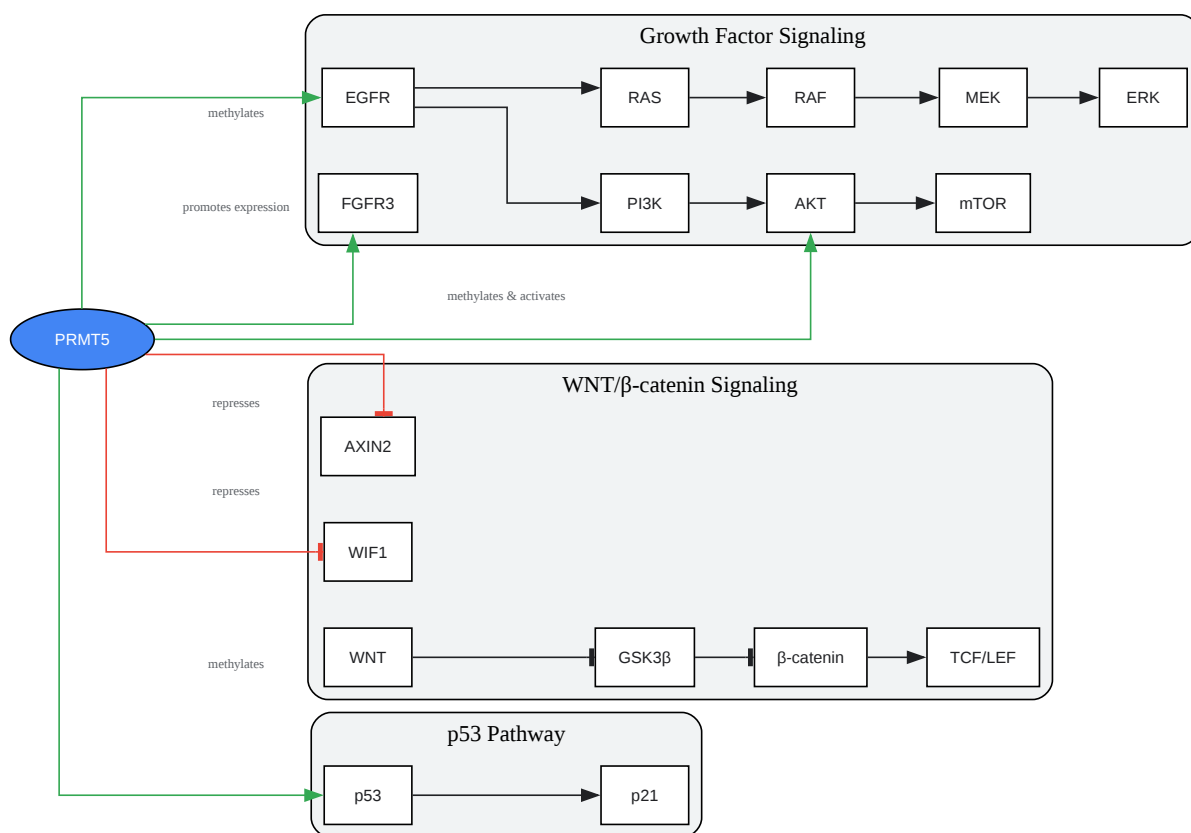 Growth Factor Signaling
EGFR
RAS
RAF
MEK
ERK
methylates
promotes expression
FGFR3
PI3K
AKT
mTOR
methylates & activates
PRMT5
WNT/β-catenin Signaling
represses
AXIN2
represses
WIF1
methylates
WNT
GSK3β
β-catenin
TCF/LEF
p53 Pathway
p53
p21